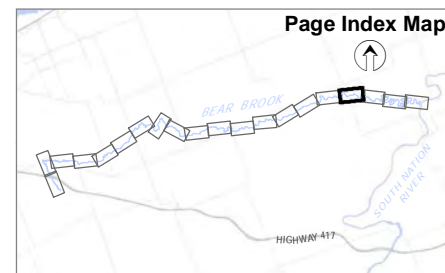 Page Index Map
BEAR BROOK
SOUTH NATION
RIVER
HIGHWAY 417